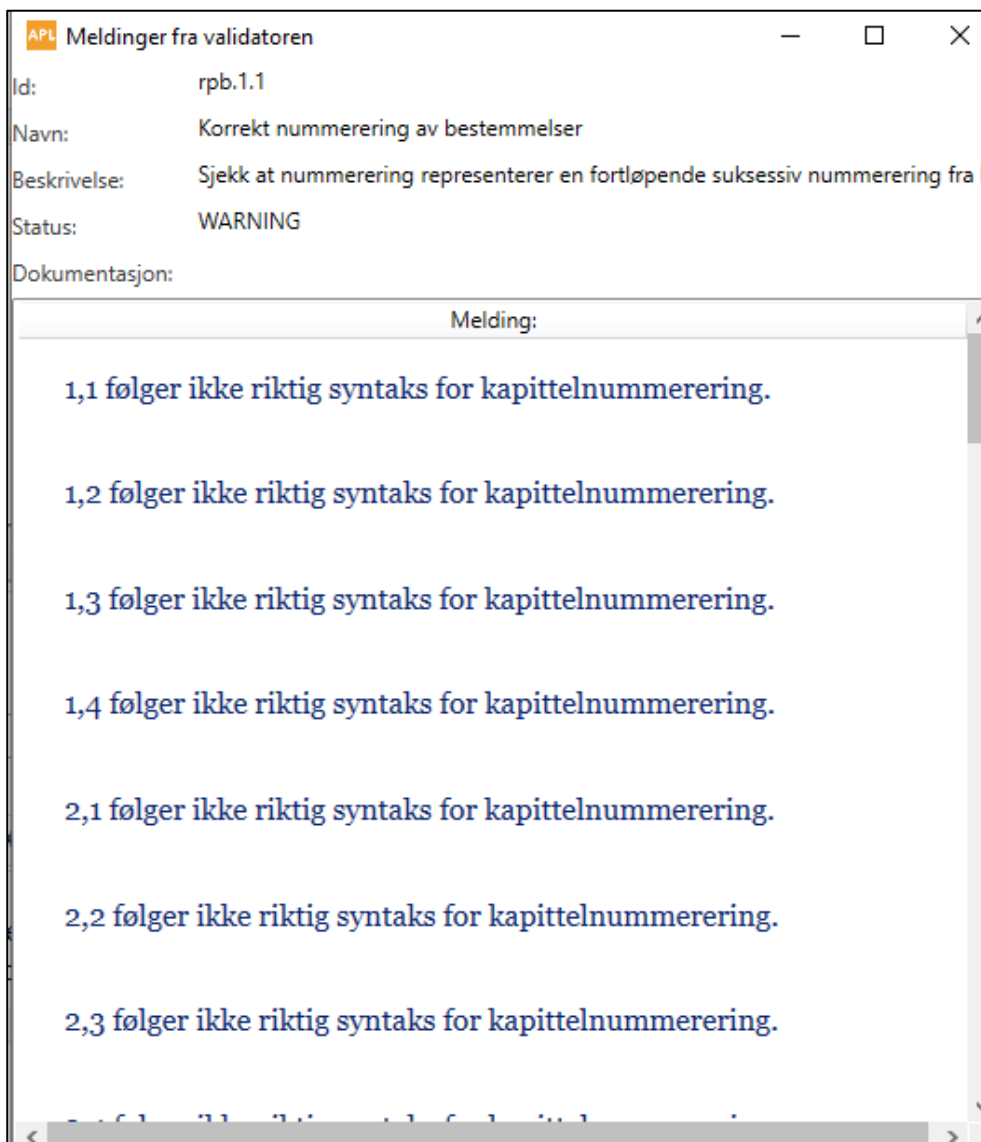 APL Meldinger fra validatoren
Id: rpb.1.1
Navn: Korrekt nummerering av bestemmelser
Beskrivelse: Sjekk at nummerering representerer en fortløpende suksessiv nummerering fra
Status: WARNING
Dokumentasjon:
Melding:
1,1 følger ikke riktig syntaks for kapittelnummerering.
1,2 følger ikke riktig syntaks for kapittelnummerering.
1,3 følger ikke riktig syntaks for kapittelnummerering.
1,4 følger ikke riktig syntaks for kapittelnummerering.
2,1 følger ikke riktig syntaks for kapittelnummerering.
2,2 følger ikke riktig syntaks for kapittelnummerering.
2,3 følger ikke riktig syntaks for kapittelnummerering.